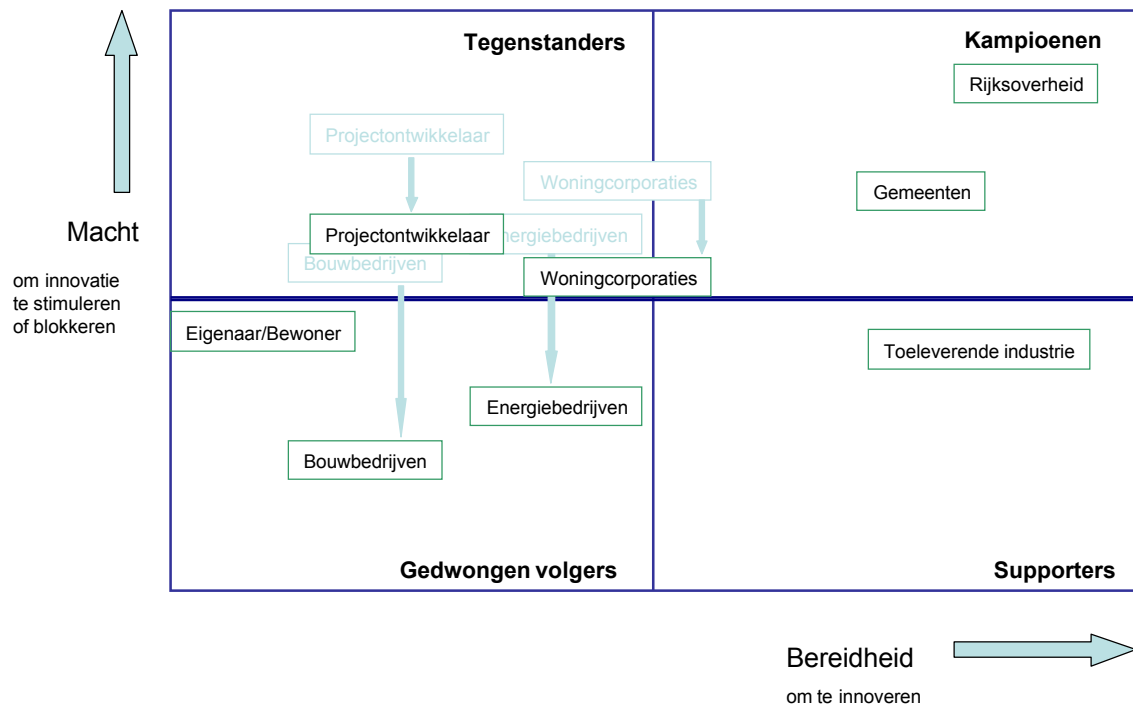 Tegenstanders
Kampioenen
Rijksoverheid
Projectontwikkelaar
Woningcorporaties
Gemeenten
Macht
om innovatie
te stimuleren
of blokkeren
Projectontwikkelaar
nergiebedrijven
Bouwbedrijven
Woningcorporaties
Eigenaar/Bewoner
Toeleverende industrie
Energiebedrijven
Bouwbedrijven
Gedwongen volgers
Supporters
Bereidheid
om te innoveren